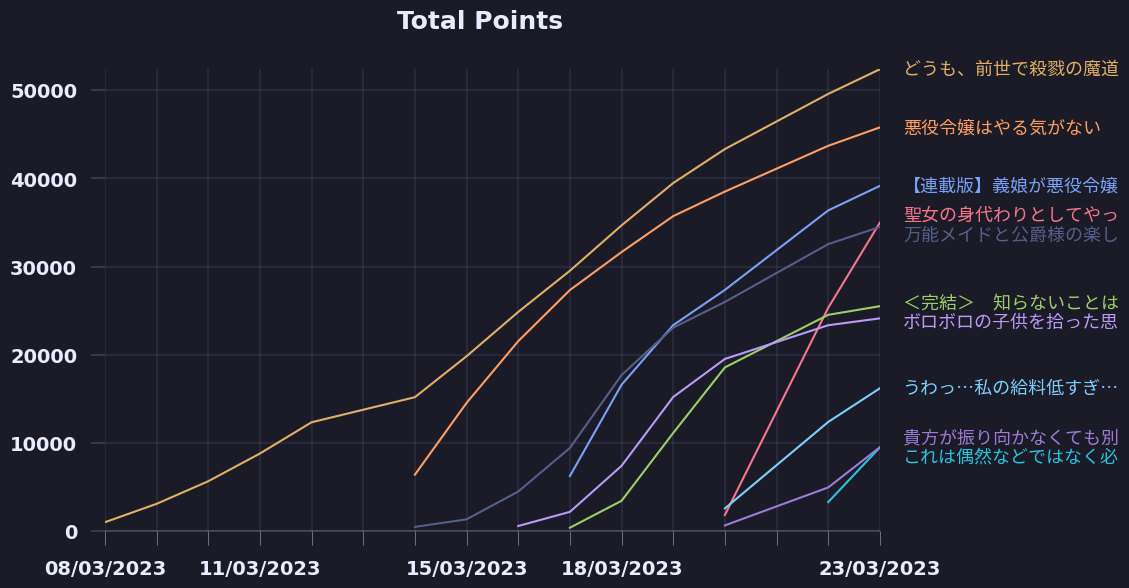 Total Points
50000
40000
30000
20000
10000
0
08/03/2023
11/03/2023
15/03/2023
18/03/2023
23/03/2023
どうも、前世で殺戮の魔道
悪役令嬢はやる気がない
【連載版】義娘が悪役令嬢
聖女の身代わりとしてやっ
万能メイドと公爵様の楽し
＜完結＞　知らないことは
ボロボロの子供を拾った思
うわっ…私の給料低すぎ…
貴方が振り向かなくても別
これは偶然などではなく必